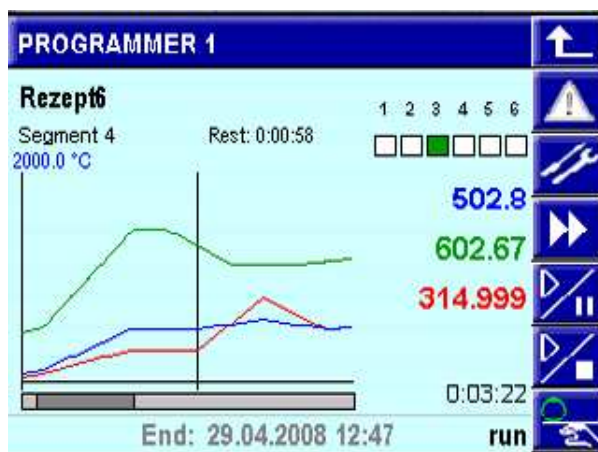 PROGRAMMER 1
Rezept6
1 2 3 4 5 6
Segment 4 Rest: 0:00:58
2000.0 °C
502.8
602.67
314.999
0:03:22
End: 29.04.2008 12:47 run